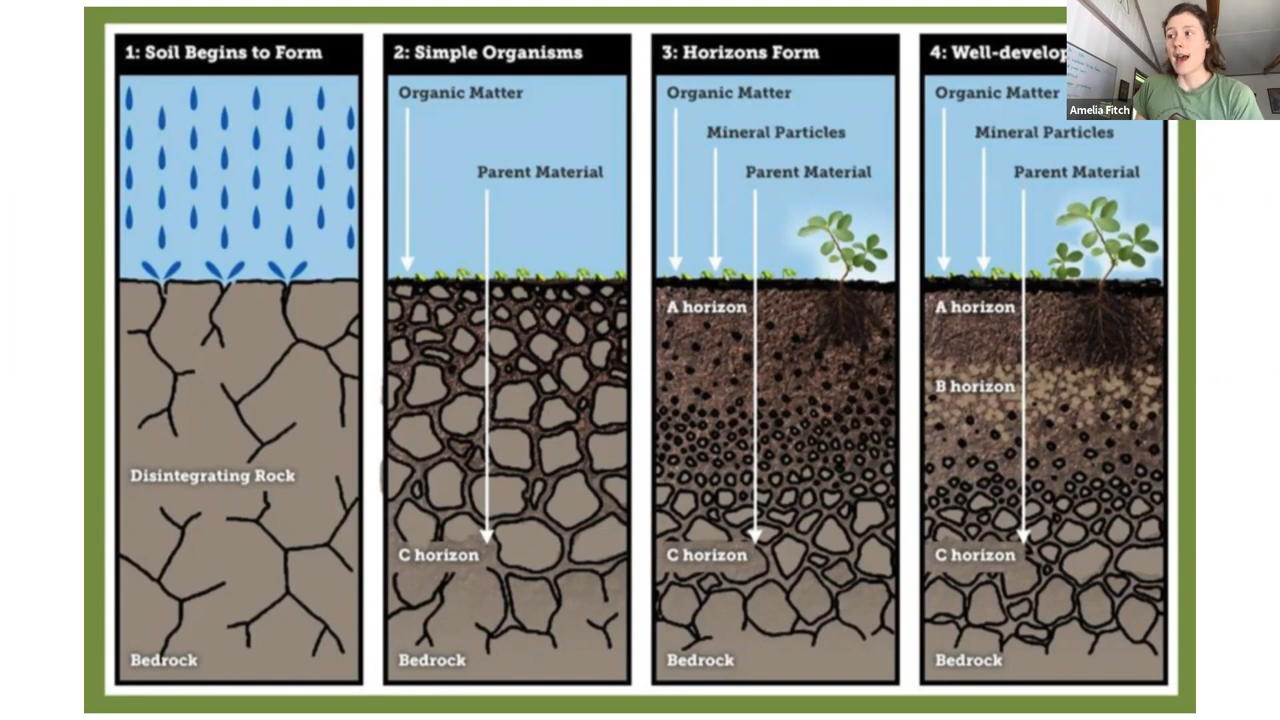 1: Soil Begins to Form
Disintegrating Rock
Bedrock
2: Simple Organisms
Organic Matter
Parent Material
C horizon
Bedrock
3: Horizons Form
Organic Matter
Mineral Particles
Parent Material
A horizon
C horizon
Bedrock
4: Well-develop
Organic Matter
Mineral Particles
Parent Material
A horizon
B horizon
C horizon
Bedrock
Amelia Fitch